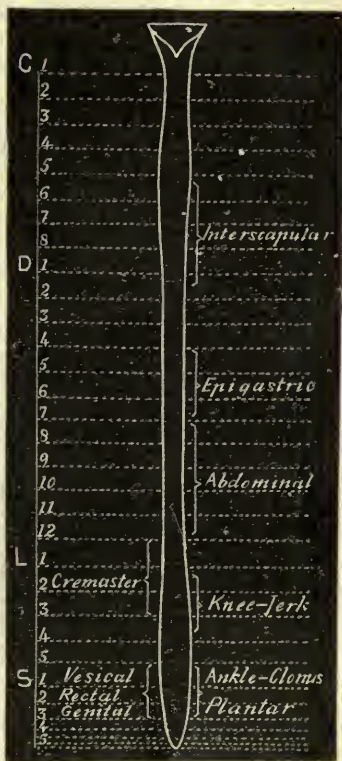 C 1
2
3
4
5
6
7 Interscapular
8
D 1
2
3
4
5
6 Epigastric
7
8
9
10 Abdominal
11
12
L 1
2 Cremaster
3 Knee-Jerk
4
5
S 1 Vesical Ankle-Clonus
2 Rectal Plantar
3 Genital
4
5